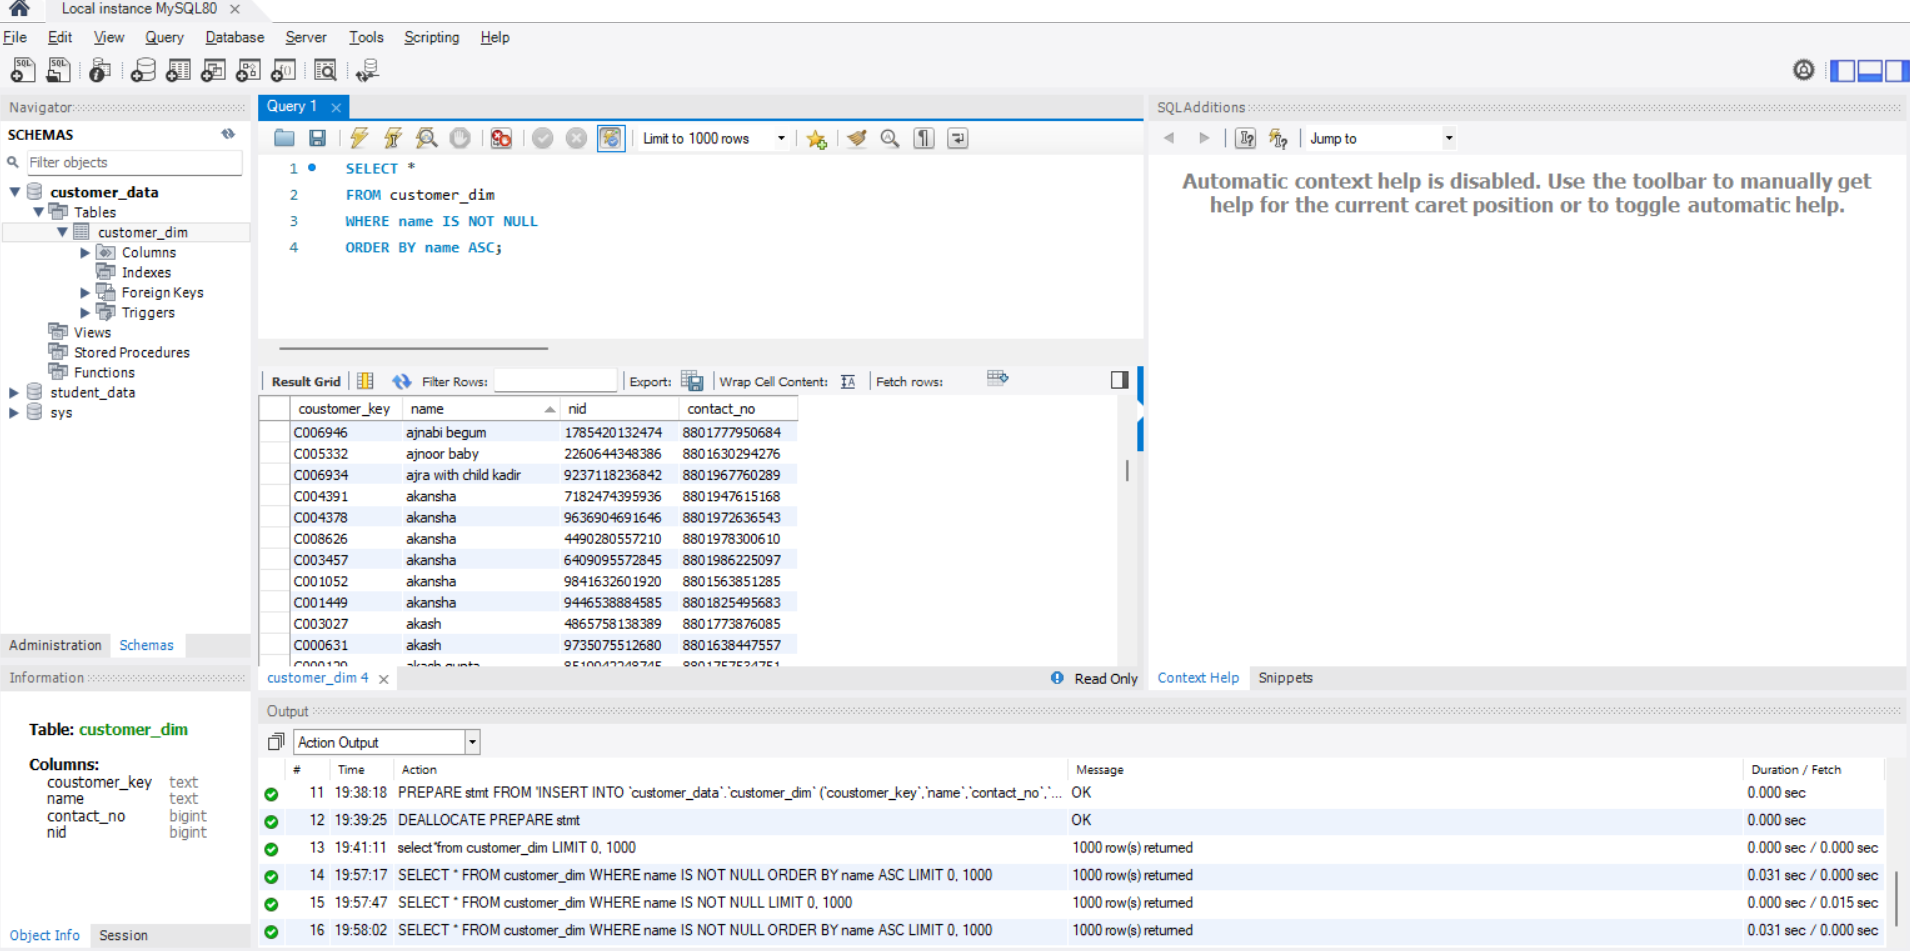 Local instance MySQL80
File Edit View Query Database Server Tools Scripting Help
Navigator
SCHEMAS
Filter objects
customer_data
Tables
customer_dim
Columns
Indexes
Foreign Keys
Triggers
Views
Stored Procedures
Functions
student_data
sys
Administration Schemas
Information
Table: customer_dim
Columns:
coustomer_key text
name text
contact_no bigint
nid bigint
Object Info Session
Query 1
Limit to 1000 rows
1 SELECT *
2 FROM customer_dim
3 WHERE name IS NOT NULL
4 ORDER BY name ASC;
Result Grid Filter Rows: Export: Wrap Cell Content: Fetch rows:
coustomer_key name nid contact_no
C006946 ajnabi begum 1785420132474 8801777950684
C005332 ajnoor baby 2260644348386 8801630294276
C006934 ajra with child kadir 9237118236842 8801967760289
C004391 akansha 7182474395936 8801947615168
C004378 akansha 9636904691646 8801972636543
C008626 akansha 4490280557210 8801978300610
C003457 akansha 6409095572845 8801986225097
C001052 akansha 9841632601920 8801563851285
C001449 akansha 9446538884585 8801825495683
C003027 akash 4865758138389 8801773876085
C000631 akash 9735075512680 8801638447557
customer_dim 4 Read Only
SQLAdditions
Jump to
Automatic context help is disabled. Use the toolbar to manually get
help for the current caret position or to toggle automatic help.
Context Help Snippets
Output
Action Output
# Time Action Message Duration / Fetch
11 19:38:18 PREPARE stmt FROM 'INSERT INTO `customer_data`.`customer_dim` (`coustomer_key`,`name`,`contact_no`,`... OK 0.000 sec
12 19:39:25 DEALLOCATE PREPARE stmt OK 0.000 sec
13 19:41:11 select*from customer_dim LIMIT 0, 1000 1000 row(s) returned 0.000 sec / 0.000 sec
14 19:57:17 SELECT * FROM customer_dim WHERE name IS NOT NULL ORDER BY name ASC LIMIT 0, 1000 1000 row(s) returned 0.031 sec / 0.000 sec
15 19:57:47 SELECT * FROM customer_dim WHERE name IS NOT NULL LIMIT 0, 1000 1000 row(s) returned 0.000 sec / 0.015 sec
16 19:58:02 SELECT * FROM customer_dim WHERE name IS NOT NULL ORDER BY name ASC LIMIT 0, 1000 1000 row(s) returned 0.031 sec / 0.000 sec